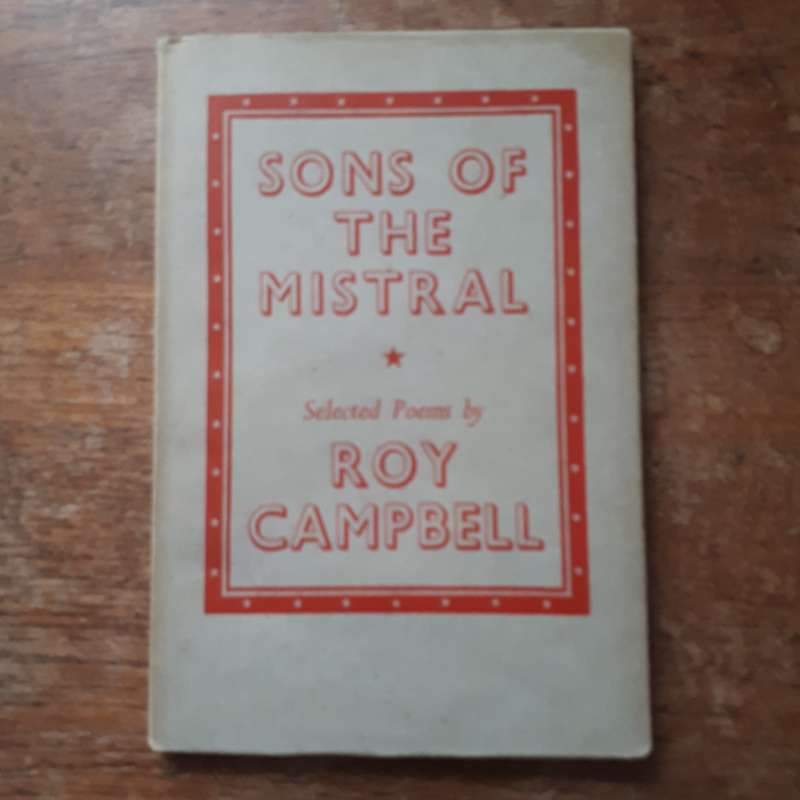 SONS OF
THE
MISTRAL
Selected Poems by
ROY
CAMPBELL